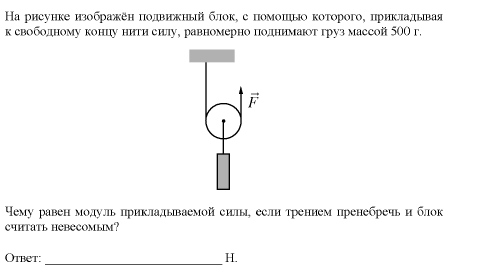 На рисунке изображён подвижный блок, с помощью которого, прикладывая
к свободному концу нити силу, равномерно поднимают груз массой 500 г.
F
Чему равен модуль прикладываемой силы, если трением пренебречь и блок
считать невесомым?
Ответ: ____________________________ Н.